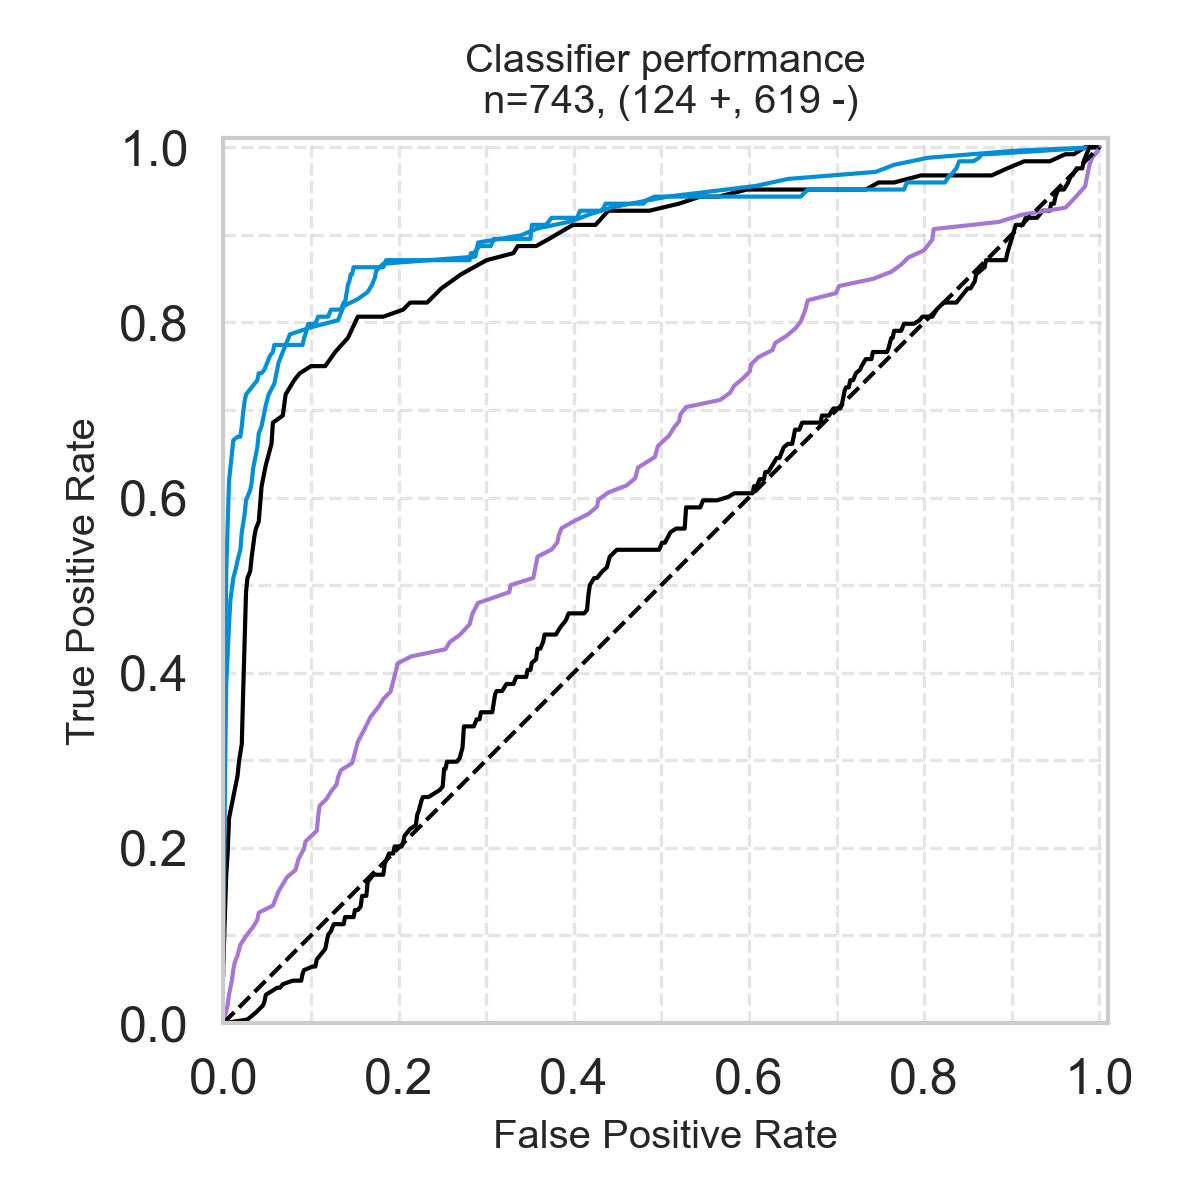 Classifier performance
n=743, (124 +, 619 -)
True Positive Rate
1.0
0.8
0.6
0.4
0.2
0.0
0.0 0.2 0.4 0.6 0.8 1.0
False Positive Rate